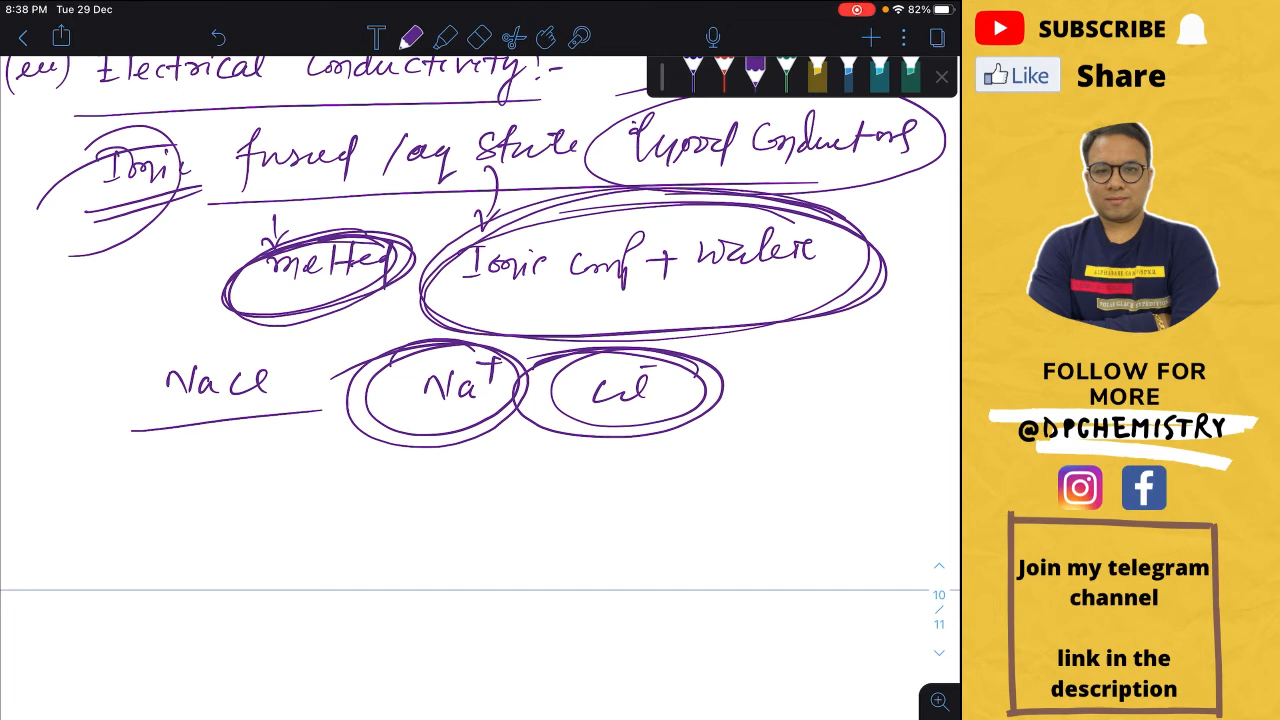 8:38 PM Tue 29 Dec
82%
Electrical Conductivity:-
Ionic fused / aq State Good Conductors
melted Ionic comp + water
NaCl Na+ Cl-
10
/
11
SUBSCRIBE
Like Share
FOLLOW FOR
MORE
@DPCHEMISTRY
Join my telegram
channel
link in the
description